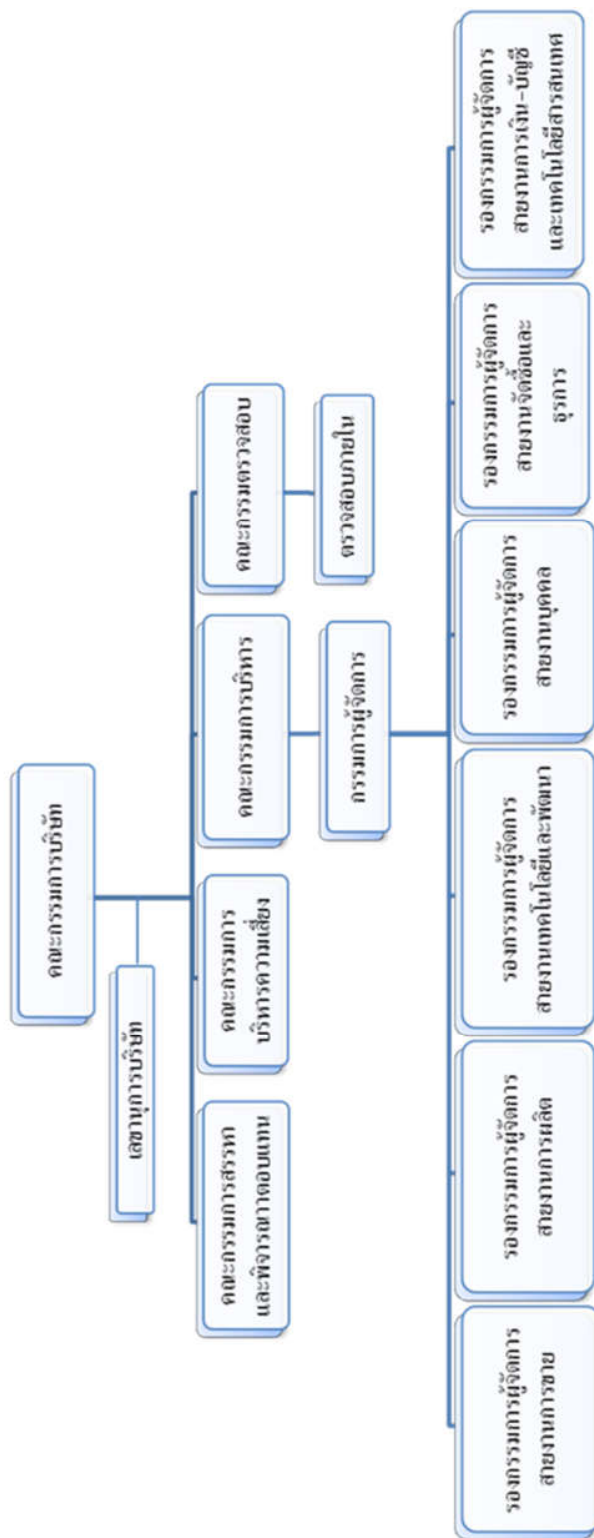 คณะกรรมการบริษัท
เลขานุการบริษัท
คณะกรรมการสรรหา
และพิจารณาค่าตอบแทน
คณะกรรมการ
บริหารความเสี่ยง
คณะกรรมการบริหาร
คณะกรรมตรวจสอบ
กรรมการผู้จัดการ
ตรวจสอบภายใน
รองกรรมการผู้จัดการ
สายงานการขาย
รองกรรมการผู้จัดการ
สายงานการผลิต
รองกรรมการผู้จัดการ
สายงานเทคโนโลยีและพัฒนา
รองกรรมการผู้จัดการ
สายงานบุคคล
รองกรรมการผู้จัดการ
สายงานจัดซื้อและ
ธุรการ
รองกรรมการผู้จัดการ
สายงานการเงิน-บัญชี
และเทคโนโลยีสารสนเทศ